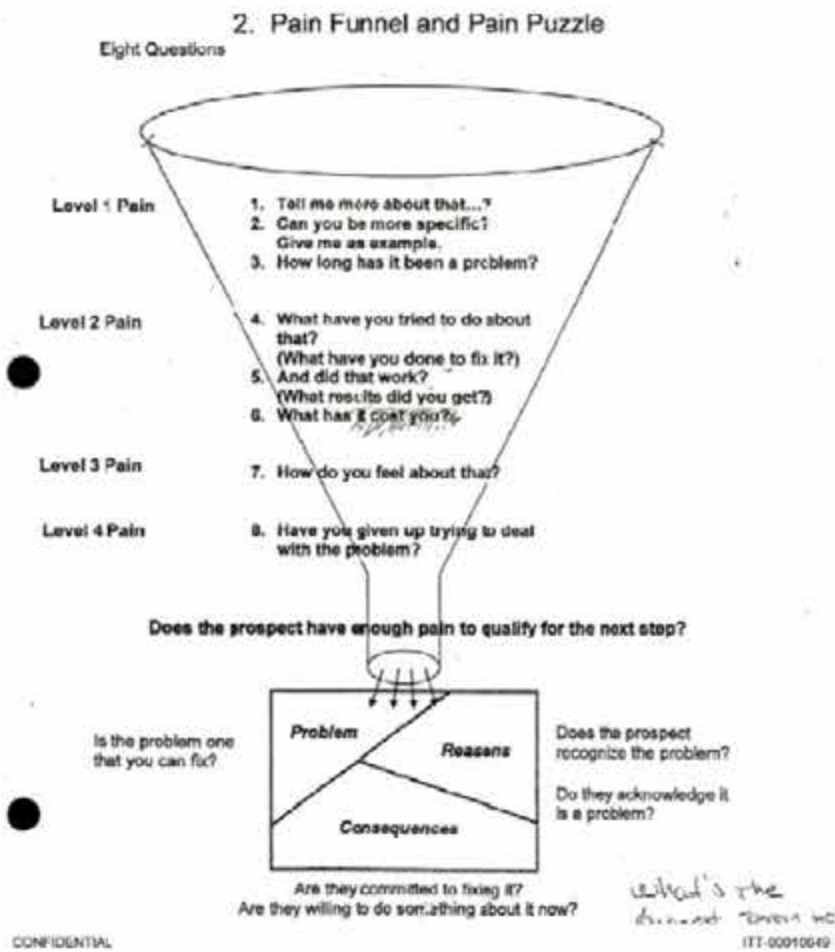 2. Pain Funnel and Pain Puzzle
Eight Questions
Level 1 Pain
1. Tell me more about that...?
2. Can you be more specific?
Give me as example.
3. How long has it been a problem?
Level 2 Pain
4. What have you tried to do about
that?
(What have you done to fix it?)
5. And did that work?
(What results did you get?)
6. What has it cost you?
Level 3 Pain
7. How do you feel about that?
Level 4 Pain
8. Have you given up trying to deal
with the problem?
Does the prospect have enough pain to qualify for the next step?
Problem
Reasons
Consequences
Is the problem one
that you can fix?
Does the prospect
recognize the problem?
Do they acknowledge it
is a problem?
Are they committed to fixing it?
Are they willing to do something about it now?
what's the
CONFIDENTIAL
ITT-00010049